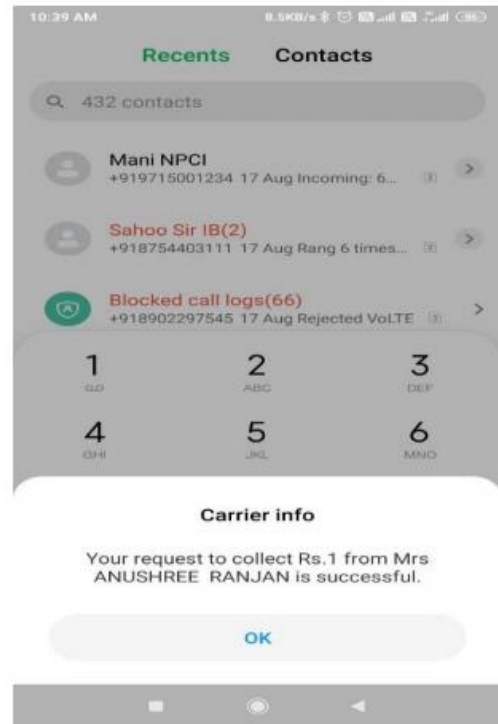 10:39 AM 8.5KB/s
Recents Contacts
432 contacts
Mani NPCI
+919715001234 17 Aug Incoming: 6...
Sahoo Sir IB(2)
+918754403111 17 Aug Rang 6 times...
Blocked call logs(66)
+918902297545 17 Aug Rejected VoLTE
1 2 3
ABC DEF
4 5 6
GHI JKL MNO
Carrier info
Your request to collect Rs.1 from Mrs
ANUSHREE RANJAN is successful.
OK